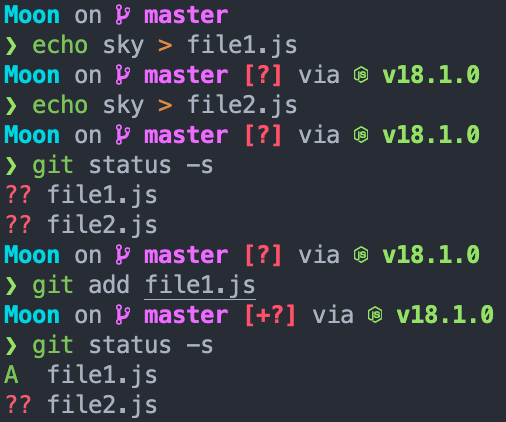 Moon on master
❯ echo sky > file1.js
Moon on master [?] via v18.1.0
❯ echo sky > file2.js
Moon on master [?] via v18.1.0
❯ git status -s
?? file1.js
?? file2.js
Moon on master [?] via v18.1.0
❯ git add file1.js
Moon on master [+?] via v18.1.0
❯ git status -s
A  file1.js
?? file2.js